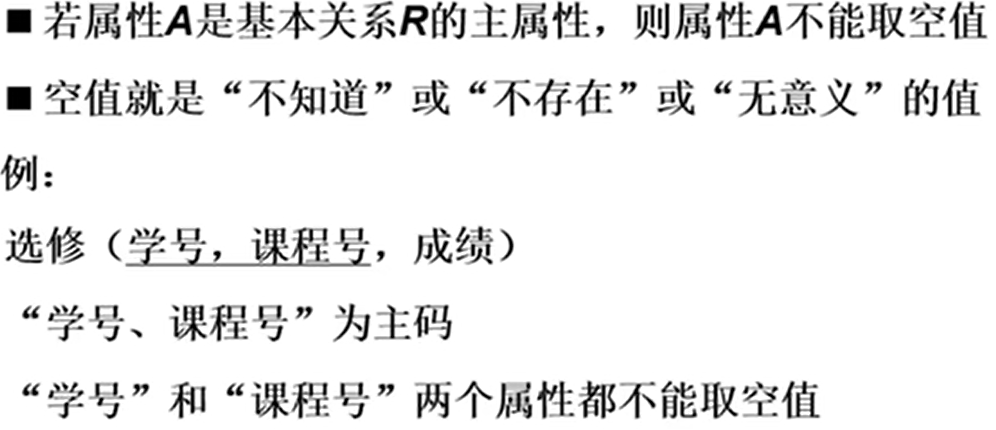 ■若属性A是基本关系R的主属性，则属性A不能取空值
■空值就是“不知道”或“不存在”或“无意义”的值
例：
选修（学号，课程号，成绩）
“学号、课程号”为主码
“学号”和“课程号”两个属性都不能取空值